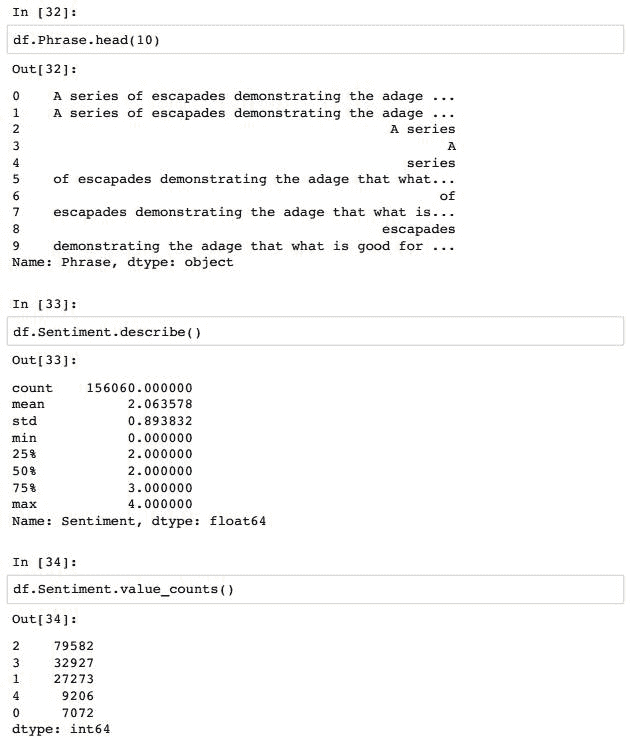 In [32]:
df.Phrase.head(10)
Out[32]:
0    A series of escapades demonstrating the adage ...
1    A series of escapades demonstrating the adage ...
2                                             A series
3                                                    A
4                                               series
5    of escapades demonstrating the adage that what...
6                                                   of
7    escapades demonstrating the adage that what is...
8                                            escapades
9    demonstrating the adage that what is good for ...
Name: Phrase, dtype: object
In [33]:
df.Sentiment.describe()
Out[33]:
count    156060.000000
mean          2.063578
std           0.893832
min           0.000000
25%           2.000000
50%           2.000000
75%           3.000000
max           4.000000
Name: Sentiment, dtype: float64
In [34]:
df.Sentiment.value_counts()
Out[34]:
2    79582
3    32927
1    27273
4     9206
0     7072
dtype: int64